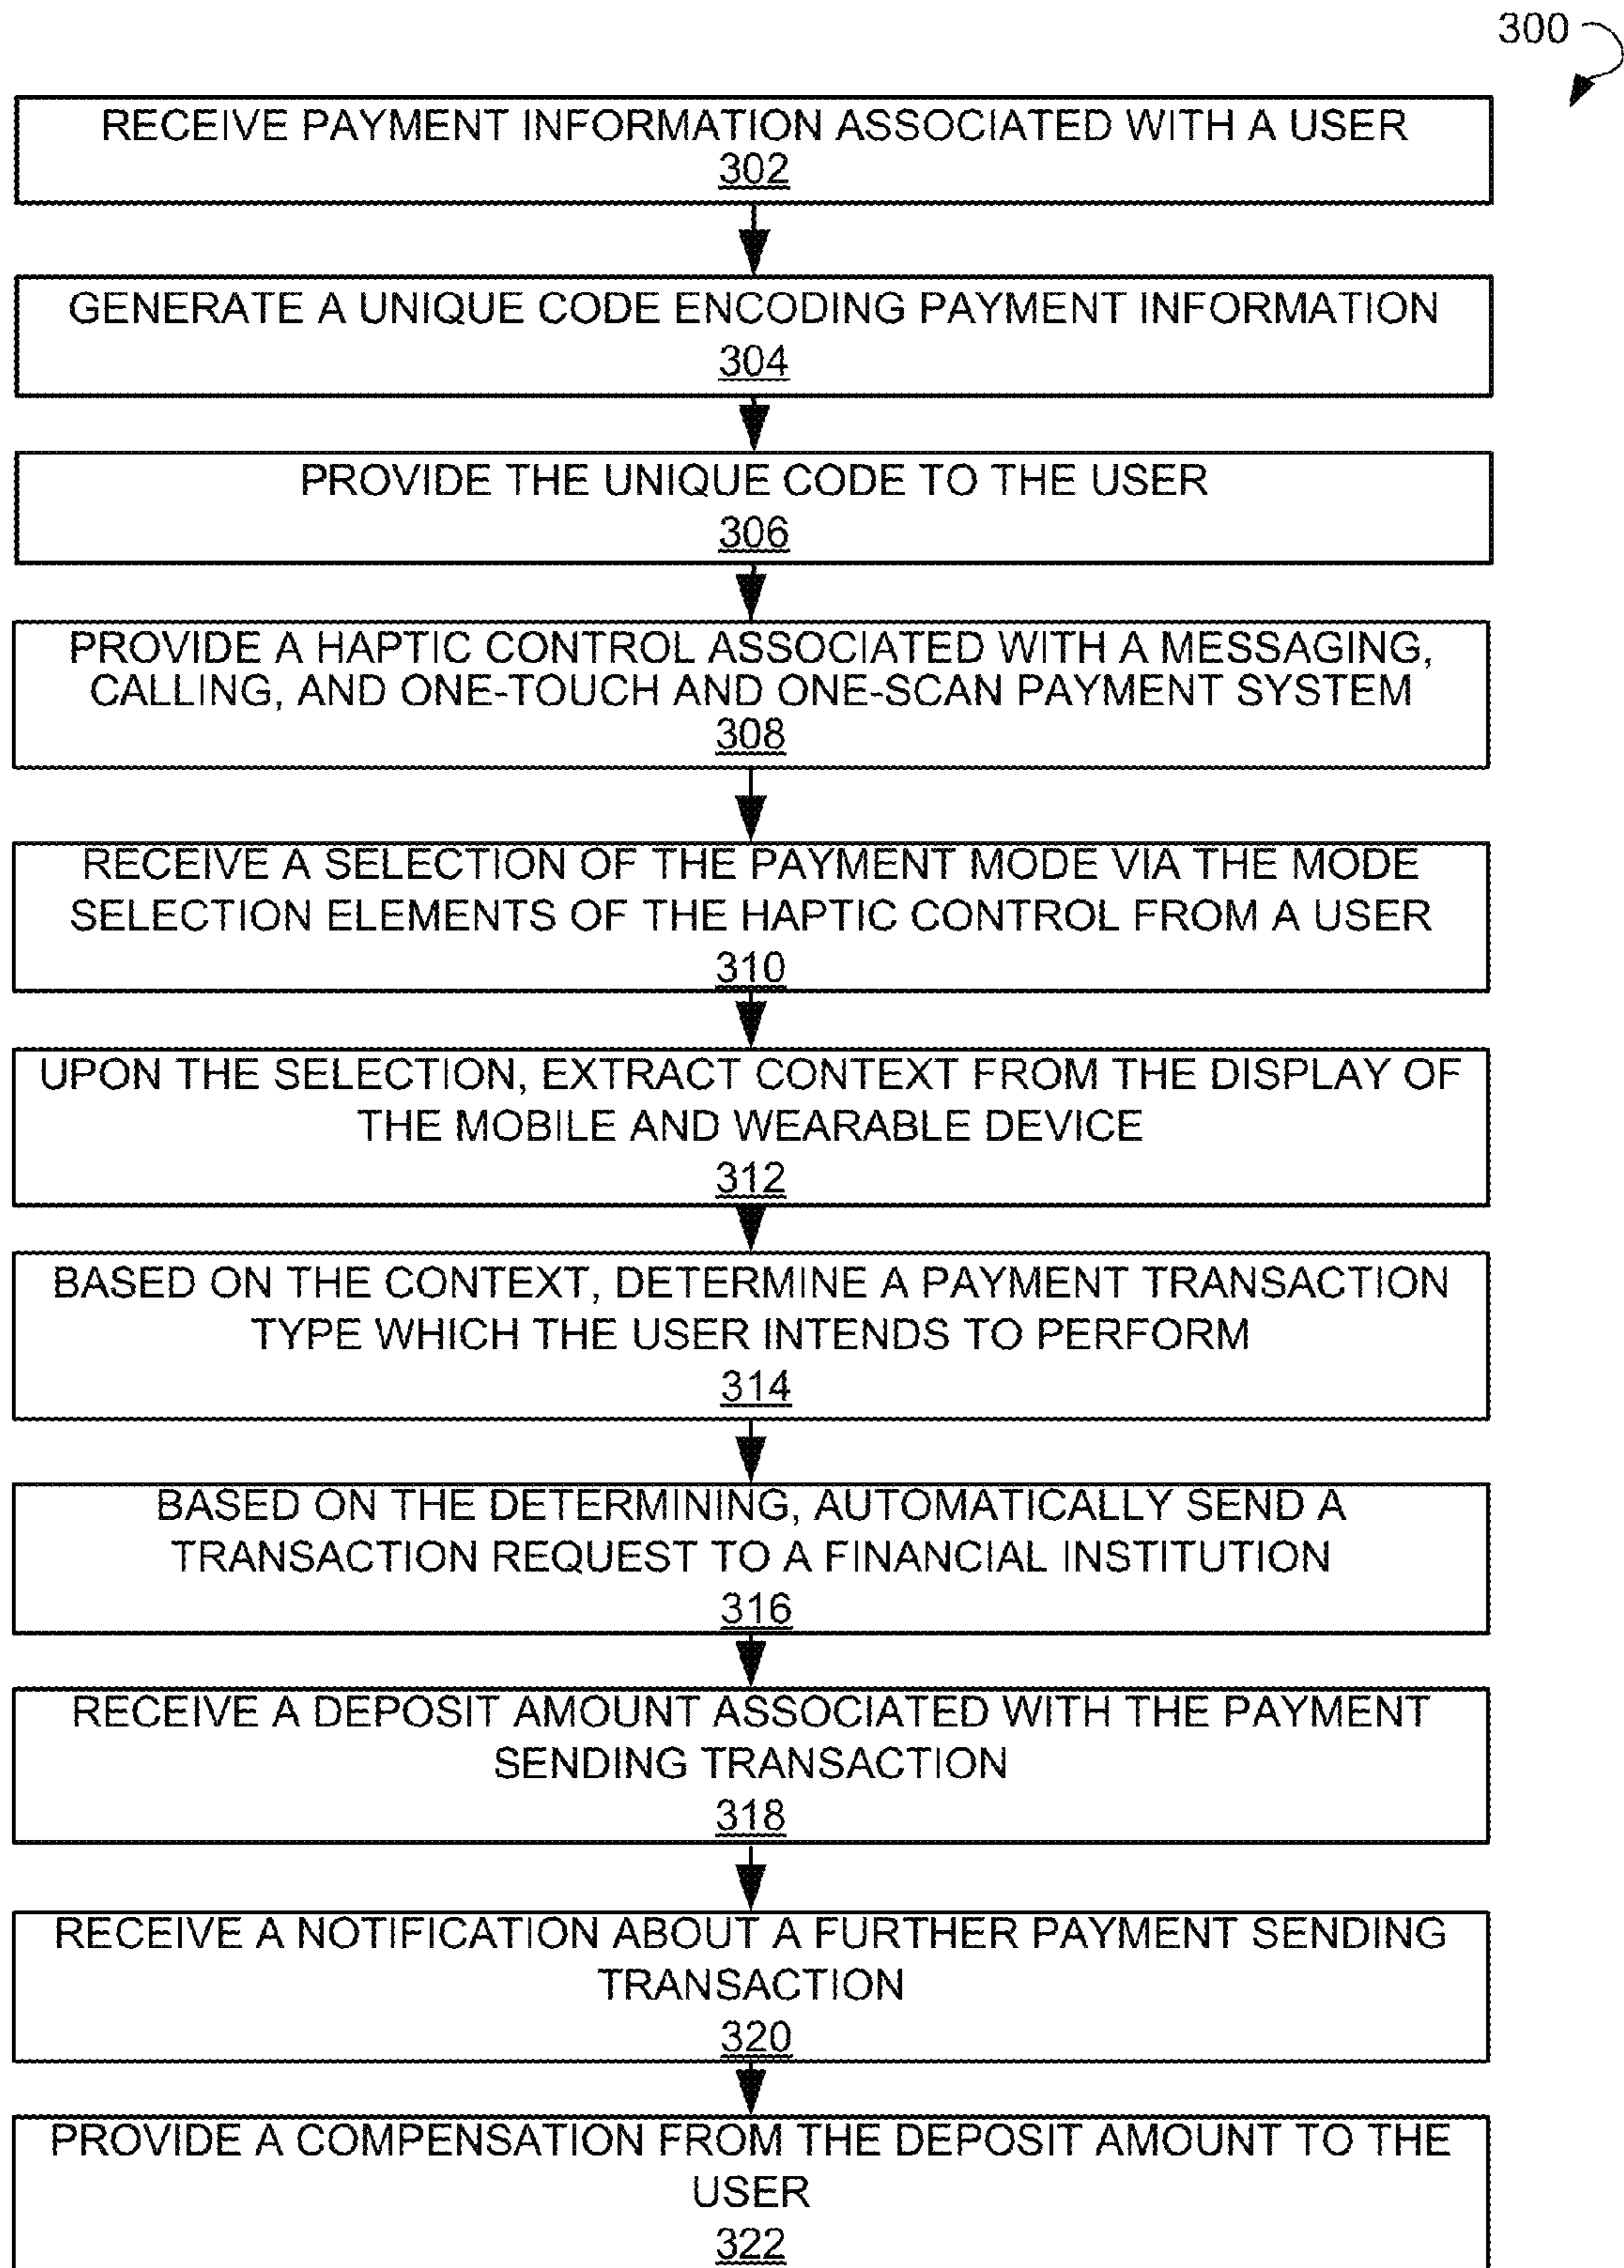 300
RECEIVE PAYMENT INFORMATION ASSOCIATED WITH A USER
302
GENERATE A UNIQUE CODE ENCODING PAYMENT INFORMATION
304
PROVIDE THE UNIQUE CODE TO THE USER
306
PROVIDE A HAPTIC CONTROL ASSOCIATED WITH A MESSAGING,
CALLING, AND ONE-TOUCH AND ONE-SCAN PAYMENT SYSTEM
308
RECEIVE A SELECTION OF THE PAYMENT MODE VIA THE MODE
SELECTION ELEMENTS OF THE HAPTIC CONTROL FROM A USER
310
UPON THE SELECTION, EXTRACT CONTEXT FROM THE DISPLAY OF
THE MOBILE AND WEARABLE DEVICE
312
BASED ON THE CONTEXT, DETERMINE A PAYMENT TRANSACTION
TYPE WHICH THE USER INTENDS TO PERFORM
314
BASED ON THE DETERMINING, AUTOMATICALLY SEND A
TRANSACTION REQUEST TO A FINANCIAL INSTITUTION
316
RECEIVE A DEPOSIT AMOUNT ASSOCIATED WITH THE PAYMENT
SENDING TRANSACTION
318
RECEIVE A NOTIFICATION ABOUT A FURTHER PAYMENT SENDING
TRANSACTION
320
PROVIDE A COMPENSATION FROM THE DEPOSIT AMOUNT TO THE
USER
322